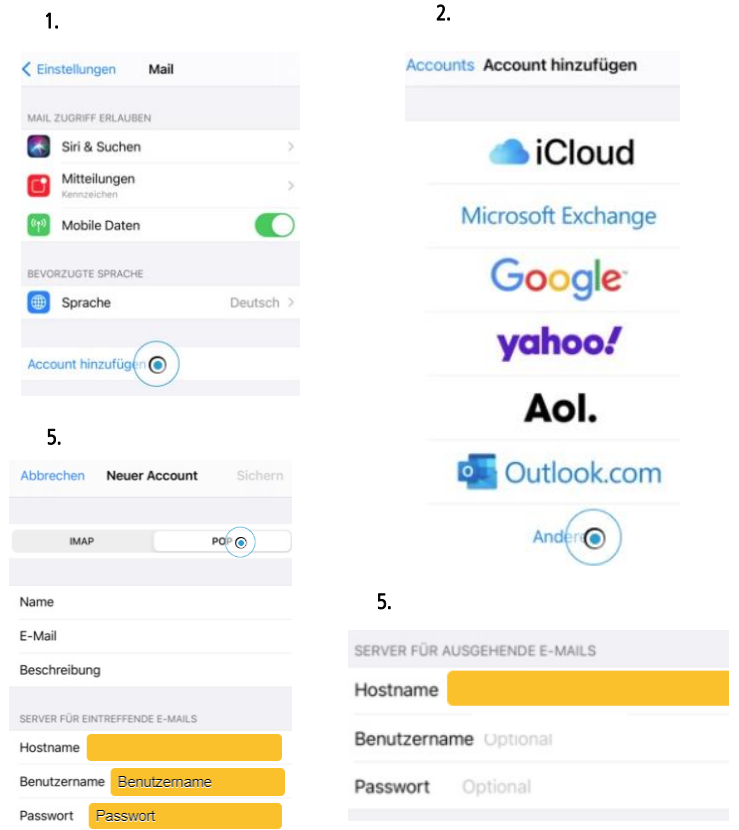 1.
Einstellungen Mail
MAIL ZUGRIFF ERLAUBEN
Siri & Suchen
Mitteilungen
Kennzeichen
Mobile Daten
BEVORZUGTE SPRACHE
Sprache Deutsch
Account hinzufügen
2.
Accounts Account hinzufügen
iCloud
Microsoft Exchange
Google
yahoo!
Aol.
Outlook.com
Andere
5.
Abbrechen Neuer Account Sichern
IMAP POP
Name
E-Mail
Beschreibung
SERVER FÜR EINTREFFENDE E-MAILS
Hostname
Benutzername Benutzername
Passwort Passwort
5.
SERVER FÜR AUSGEHENDE E-MAILS
Hostname
Benutzername Optional
Passwort Optional